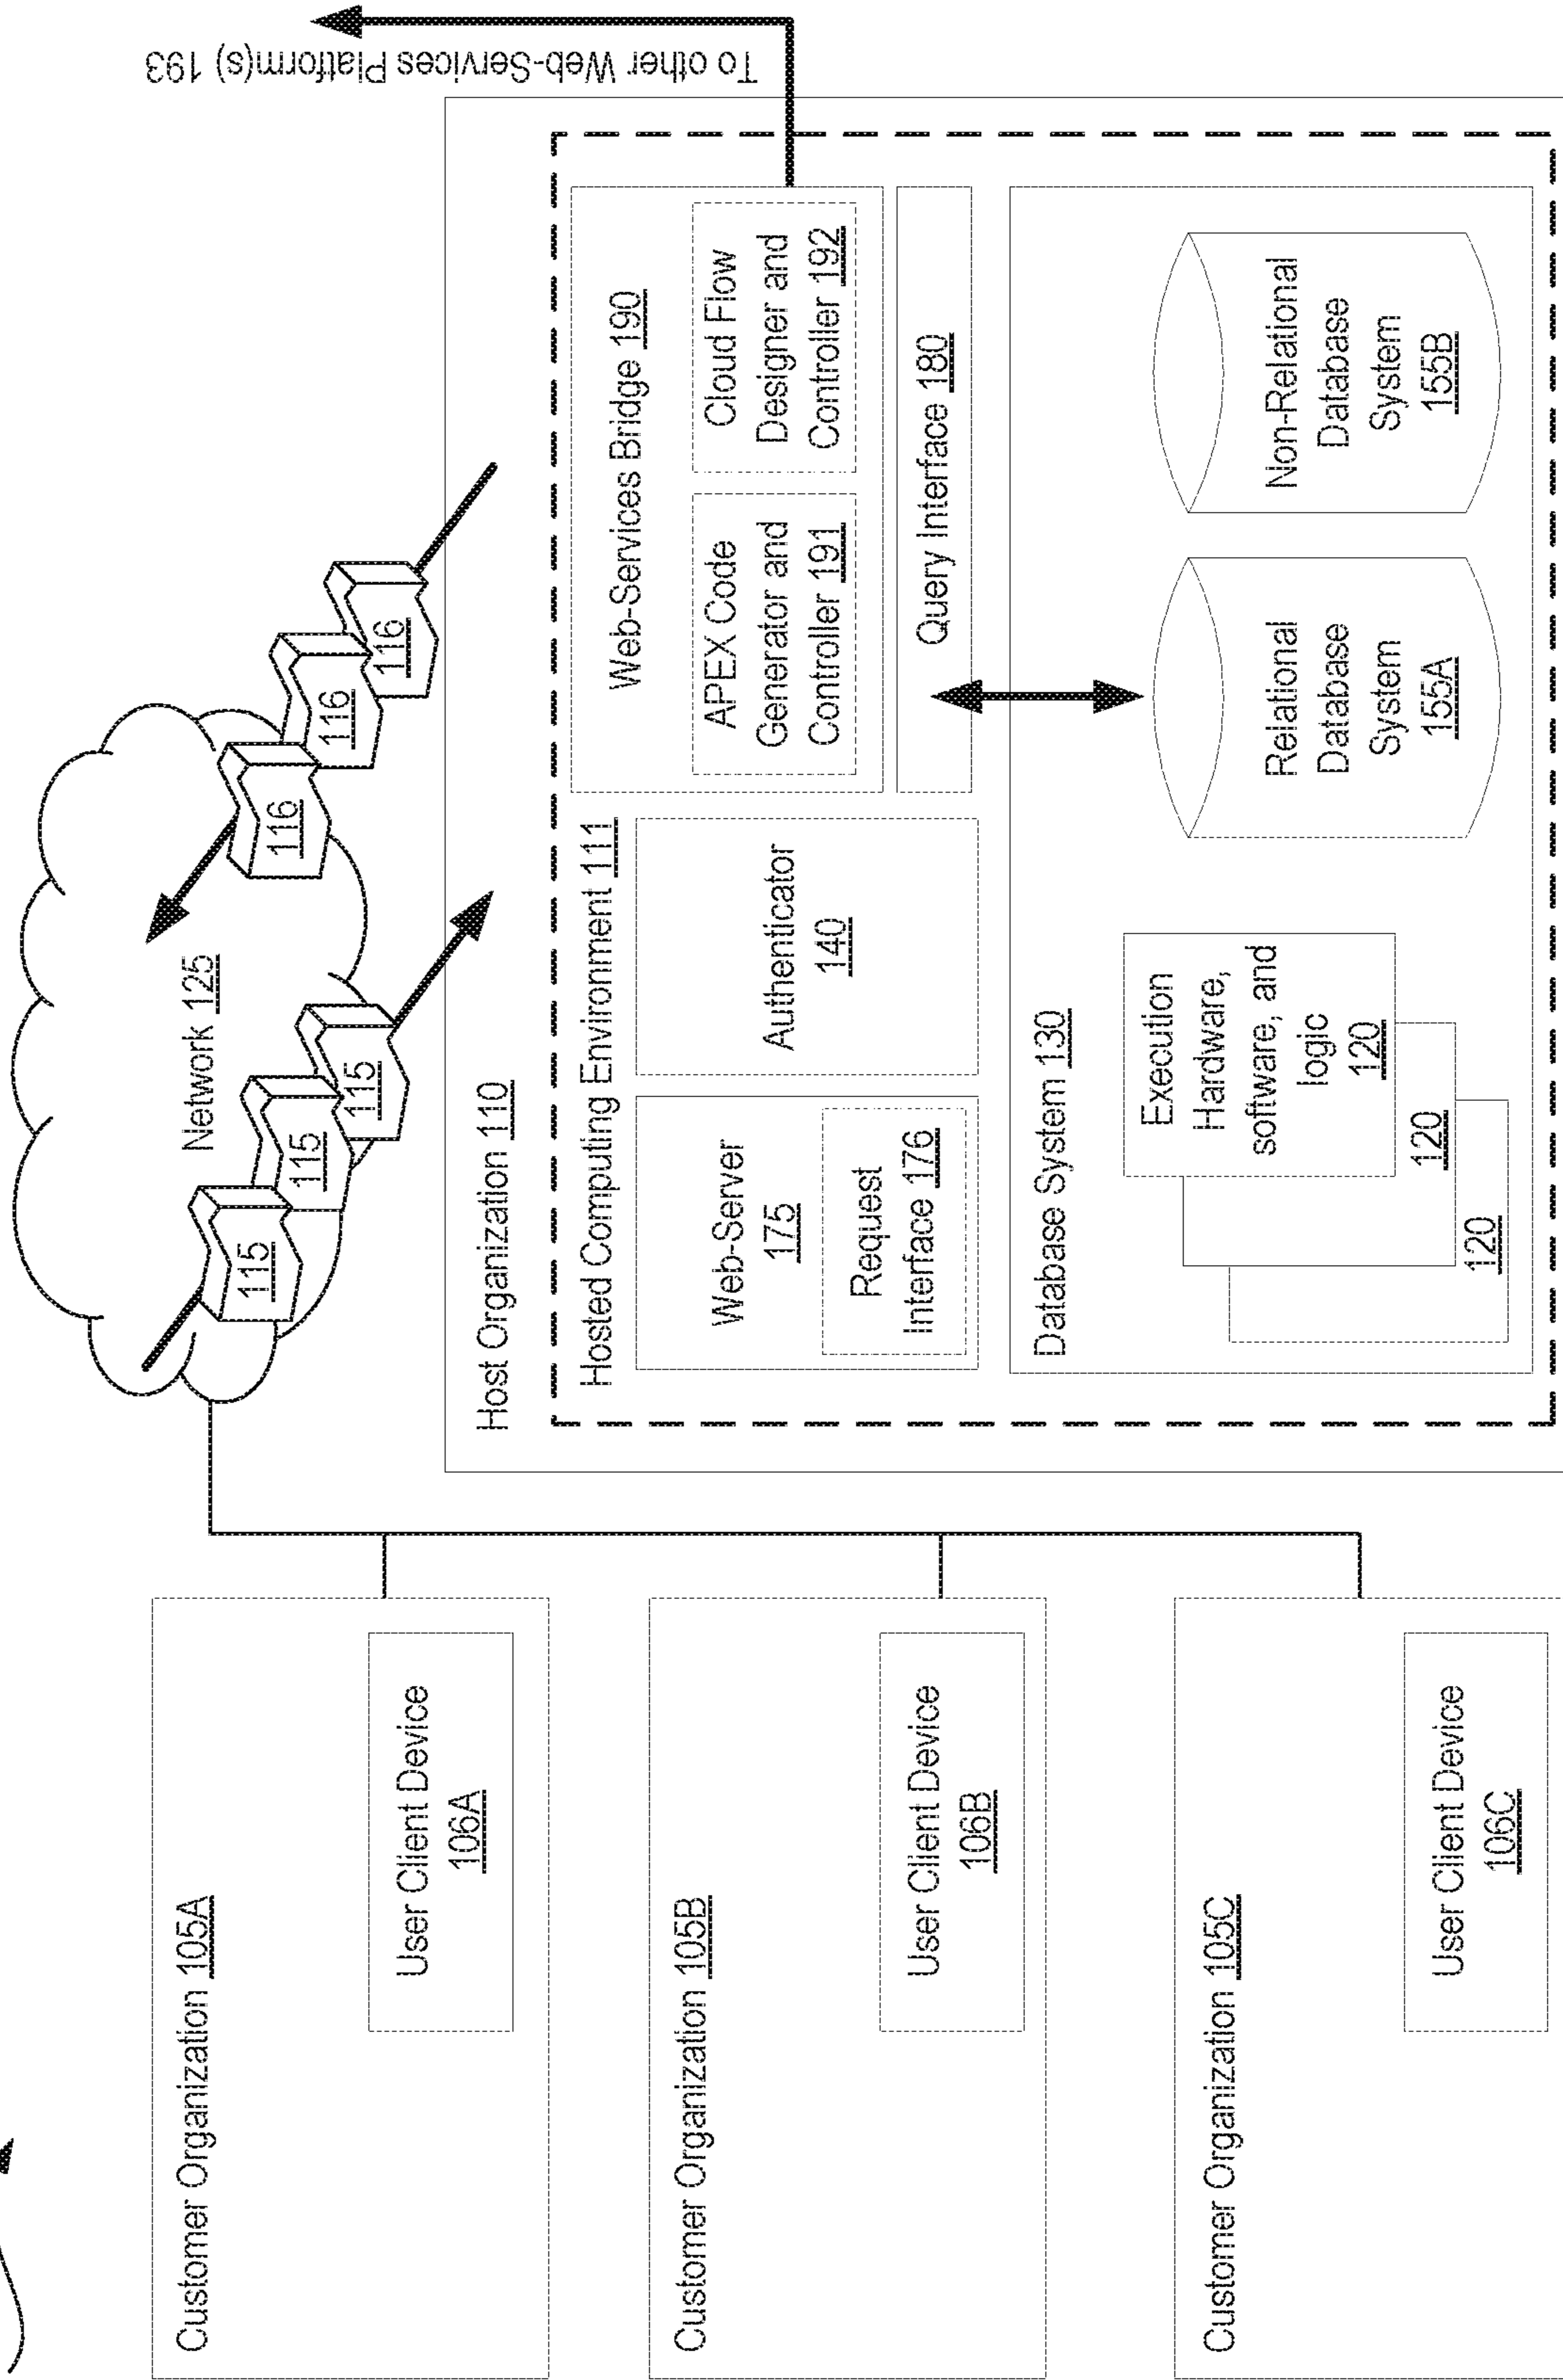 Customer Organization 105A
User Client Device
106A
Customer Organization 105B
User Client Device
106B
Customer Organization 105C
User Client Device
106C
Network 125
115
115
115
116
116
116
To other Web-Services Platform(s) 193
Host Organization 110
Hosted Computing Environment 111
Web-Server
175
Request
Interface 176
Authenticator
140
Web-Services Bridge 190
APEX Code
Generator and
Controller 191
Cloud Flow
Designer and
Controller 192
Query Interface 180
Database System 130
Execution
Hardware,
software, and
logic
120
120
120
Relational
Database
System
155A
Non-Relational
Database
System
155B